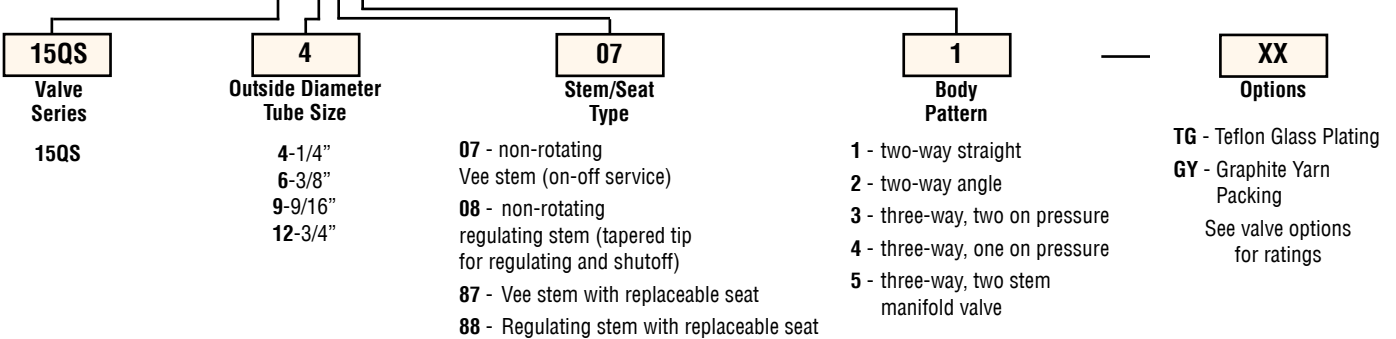 15QS
Valve
Series
15QS
4
Outside Diameter
Tube Size
4-1/4”
6-3/8”
9-9/16”
12-3/4”
07
Stem/Seat
Type
07 - non-rotating
Vee stem (on-off service)
08 - non-rotating
regulating stem (tapered tip
for regulating and shutoff)
87 - Vee stem with replaceable seat
88 - Regulating stem with replaceable seat
1
Body
Pattern
1 - two-way straight
2 - two-way angle
3 - three-way, two on pressure
4 - three-way, one on pressure
5 - three-way, two stem
manifold valve
XX
Options
TG - Teflon Glass Plating
GY - Graphite Yarn
Packing
See valve options
for ratings